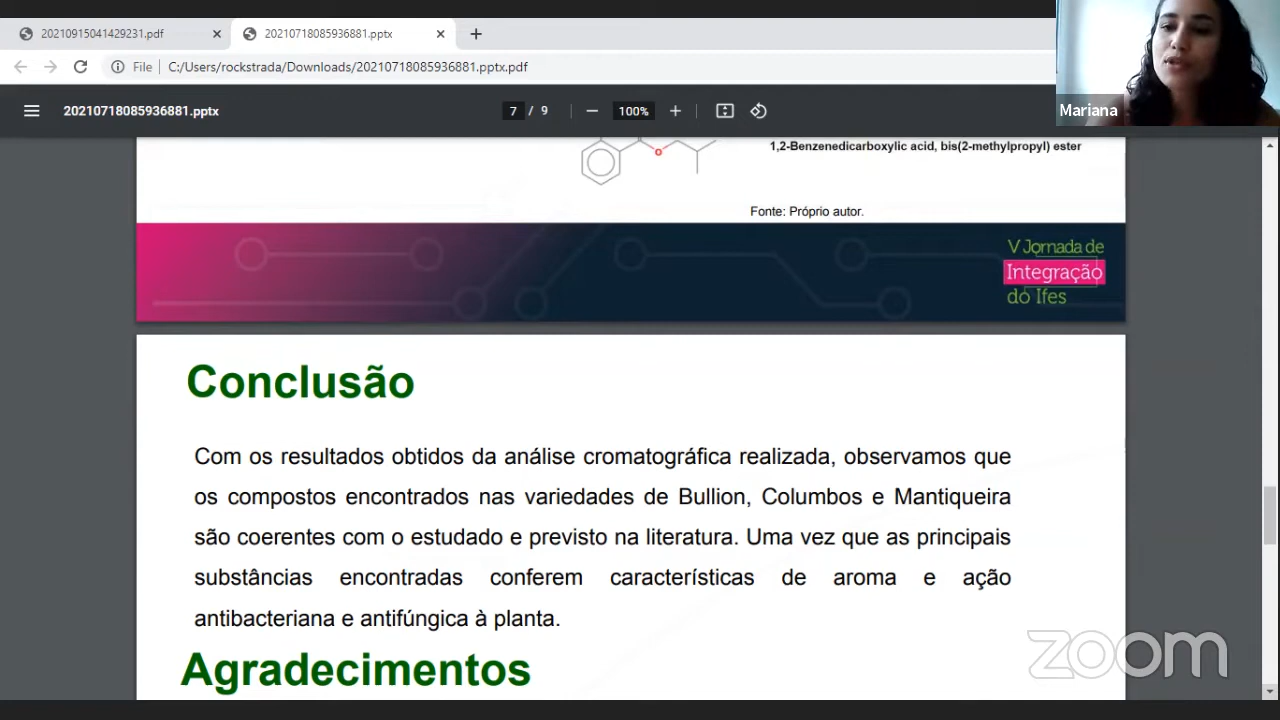 20210915041429231.pdf
20210718085936881.pptx
File
C:/Users/rockstrada/Downloads/20210718085936881.pptx.pdf
Mariana
20210718085936881.pptx
7 / 9
100%
o
1,2-Benzenedicarboxylic acid, bis(2-methylpropyl) ester
Fonte: Próprio autor.
V Jornada de
Integração
do Ifes
Conclusão
Com os resultados obtidos da análise cromatográfica realizada, observamos que
os compostos encontrados nas variedades de Bullion, Columbos e Mantiqueira
são coerentes com o estudado e previsto na literatura. Uma vez que as principais
substâncias encontradas conferem características de aroma e ação
antibacteriana e antifúngica à planta.
Agradecimentos
zoom